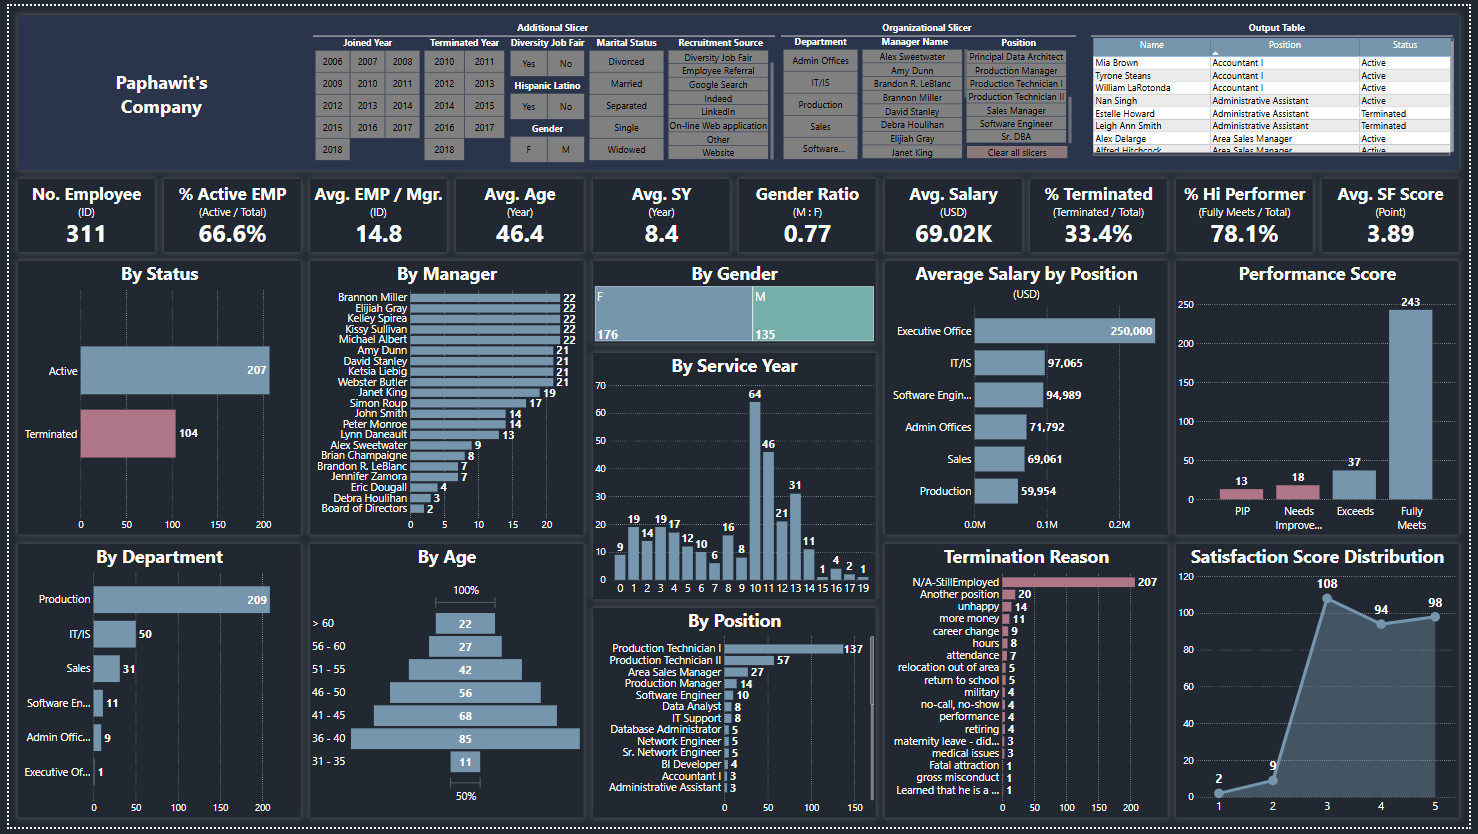 Paphawit's
Company
Additional Slicer
Joined Year
2006 2007 2008
2009 2010 2011
2012 2013 2014
2015 2016 2017
2018
Terminated Year
2010 2011
2012 2013
2014 2015
2016 2017
2018
Diversity Job Fair
Yes No
Hispanic Latino
Yes No
Gender
F M
Marital Status
Divorced
Married
Separated
Single
Widowed
Recruitment Source
Diversity Job Fair
Employee Referral
Google Search
Indeed
LinkedIn
On-line Web application
Other
Website
Organizational Slicer
Department
Admin Offices
IT/IS
Production
Sales
Software...
Manager Name
Alex Sweetwater
Amy Dunn
Brandon R. LeBlanc
Brannon Miller
David Stanley
Debra Houlihan
Elijiah Gray
Janet King
Position
Principal Data Architect
Production Manager
Production Technician I
Production Technician II
Sales Manager
Software Engineer
Sr. DBA
Clear all slicers
Output Table
Name Position Status
Mia Brown Accountant I Active
Tyrone Steans Accountant I Active
William LaRotonda Accountant I Active
Nan Singh Administrative Assistant Active
Estelle Howard Administrative Assistant Terminated
Leigh Ann Smith Administrative Assistant Terminated
Alex Delarge Area Sales Manager Active
Alfred Hitchcock Area Sales Manager Active
No. Employee
(ID)
311
% Active EMP
(Active / Total)
66.6%
Avg. EMP / Mgr.
(ID)
14.8
Avg. Age
(Year)
46.4
Avg. SY
(Year)
8.4
Gender Ratio
(M : F)
0.77
Avg. Salary
(USD)
69.02K
% Terminated
(Terminated / Total)
33.4%
% Hi Performer
(Fully Meets / Total)
78.1%
Avg. SF Score
(Point)
3.89
By Status
Active 207
Terminated 104
0 50 100 150 200
By Manager
Brannon Miller 22
Elijiah Gray 22
Kelley Spirea 22
Kissy Sullivan 22
Michael Albert 22
Amy Dunn 21
David Stanley 21
Ketsia Liebig 21
Webster Butler 21
Janet King 19
Simon Roup 17
John Smith 14
Peter Monroe 14
Lynn Daneault 13
Alex Sweetwater 9
Brian Champaigne 8
Brandon R. LeBlanc 7
Jennifer Zamora 7
Eric Dougall 4
Debra Houlihan 3
Board of Directors 2
0 5 10 15 20
By Gender
F M
176 135
By Service Year
70
60
50
40
30
20
10
0
9 19 14 19 17 12 10 6 16 8 64 46 21 31 11 1 4 2 1
0 1 2 3 4 5 6 7 8 9 10 11 12 13 14 15 16 17 19
Average Salary by Position
(USD)
Executive Office 250,000
IT/IS 97,065
Software Engin... 94,989
Admin Offices 71,792
Sales 69,061
Production 59,954
0.0M 0.1M 0.2M
Performance Score
250
200
150
100
50
0
13 18 37 243
PIP Needs Exceeds Fully
Improve... Meets
By Department
Production 209
IT/IS 50
Sales 31
Software En... 11
Admin Offic... 9
Executive Of... 1
0 50 100 150 200
By Age
100%
> 60 22
56 - 60 27
51 - 55 42
46 - 50 56
41 - 45 68
36 - 40 85
31 - 35 11
50%
By Position
Production Technician I 137
Production Technician II 57
Area Sales Manager 27
Production Manager 14
Software Engineer 10
Data Analyst 8
IT Support 8
Database Administrator 5
Network Engineer 5
Sr. Network Engineer 5
BI Developer 4
Accountant I 3
Administrative Assistant 3
0 50 100 150
Termination Reason
N/A-StillEmployed 207
Another position 20
unhappy 14
more money 11
career change 9
hours 8
attendance 7
relocation out of area 5
return to school 5
military 4
no-call, no-show 4
performance 4
retiring 4
maternity leave - did... 3
medical issues 3
Fatal attraction 1
gross misconduct 1
Learned that he is a ... 1
0 50 100 150 200
Satisfaction Score Distribution
120
100
80
60
40
20
0
2 9 108 94 98
1 2 3 4 5